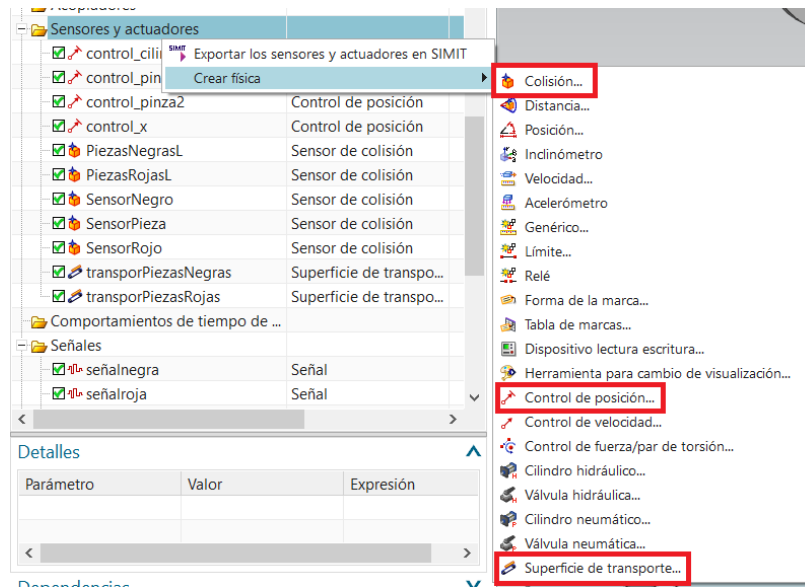 Acopladores
Sensores y actuadores
control_cilin
Exportar los sensores y actuadores en SIMIT
control_pin
Crear física
control_pinza2 Control de posición
control_x Control de posición
PiezasNegrasL Sensor de colisión
PiezasRojasL Sensor de colisión
SensorNegro Sensor de colisión
SensorPieza Sensor de colisión
SensorRojo Sensor de colisión
transporPiezasNegras Superficie de transpo...
transporPiezasRojas Superficie de transpo...
Comportamientos de tiempo de ...
Señales
señalnegra Señal
señalroja Señal
Detalles
Parámetro Valor Expresión
Dependencias
Colisión...
Distancia...
Posición...
Inclinómetro
Velocidad...
Acelerómetro
Genérico...
Límite...
Relé
Forma de la marca...
Tabla de marcas...
Dispositivo lectura escritura...
Herramienta para cambio de visualización...
Control de posición...
Control de velocidad...
Control de fuerza/par de torsión...
Cilindro hidráulico...
Válvula hidráulica...
Cilindro neumático...
Válvula neumática...
Superficie de transporte...